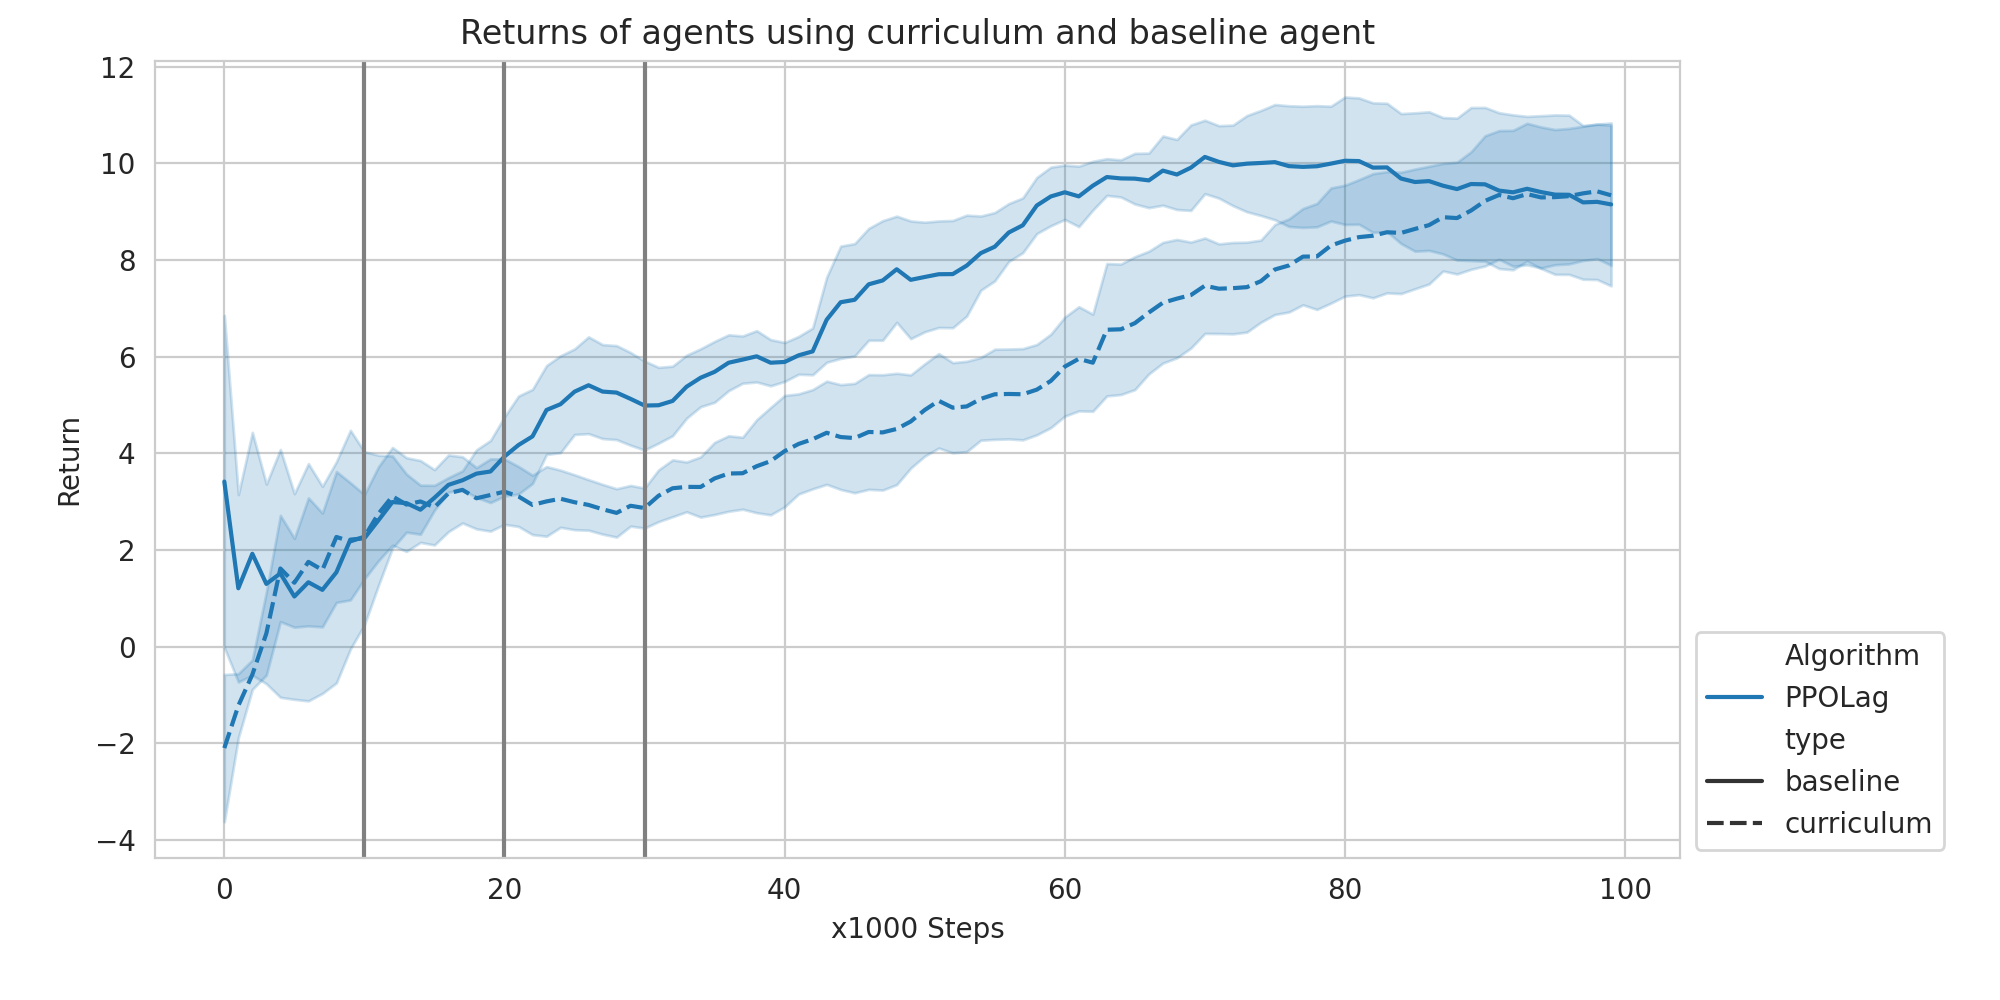 Returns of agents using curriculum and baseline agent
12
10
8
6
4
2
0
−2
−4
Return
0 20 40 60 80 100
x1000 Steps
Algorithm
PPOLag
type
baseline
curriculum